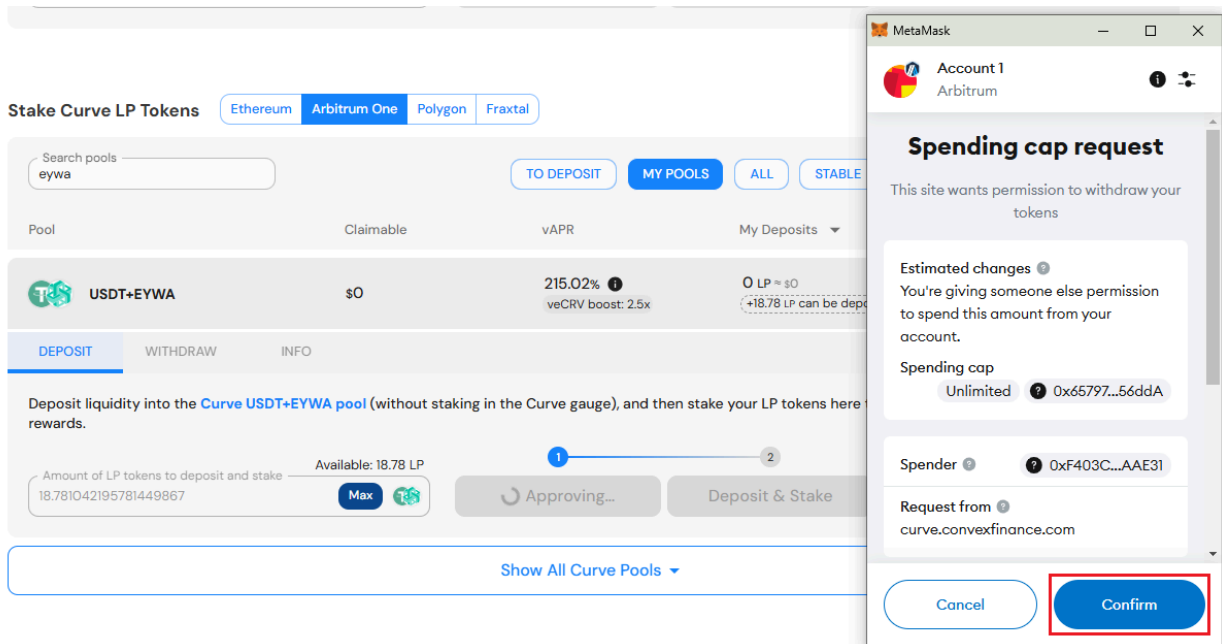 Stake Curve LP Tokens
Ethereum
Arbitrum One
Polygon
Fraxtal
Search pools
eywa
TO DEPOSIT
MY POOLS
ALL
STABLE
Pool
Claimable
vAPR
My Deposits
USDT+EYWA
$0
215.02%
veCRV boost: 2.5x
0 LP ≈ $0
+18.78 LP can be depo
DEPOSIT
WITHDRAW
INFO
Deposit liquidity into the Curve USDT+EYWA pool (without staking in the Curve gauge), and then stake your LP tokens here
rewards.
Available: 18.78 LP
Amount of LP tokens to deposit and stake
18.781042195781449867
Max
1
2
Approving...
Deposit & Stake
Show All Curve Pools
MetaMask
Account 1
Arbitrum
Spending cap request
This site wants permission to withdraw your
tokens
Estimated changes
You're giving someone else permission
to spend this amount from your
account.
Spending cap
Unlimited
0x65797...56ddA
Spender
0xF403C...AAE31
Request from
curve.convexfinance.com
Cancel
Confirm